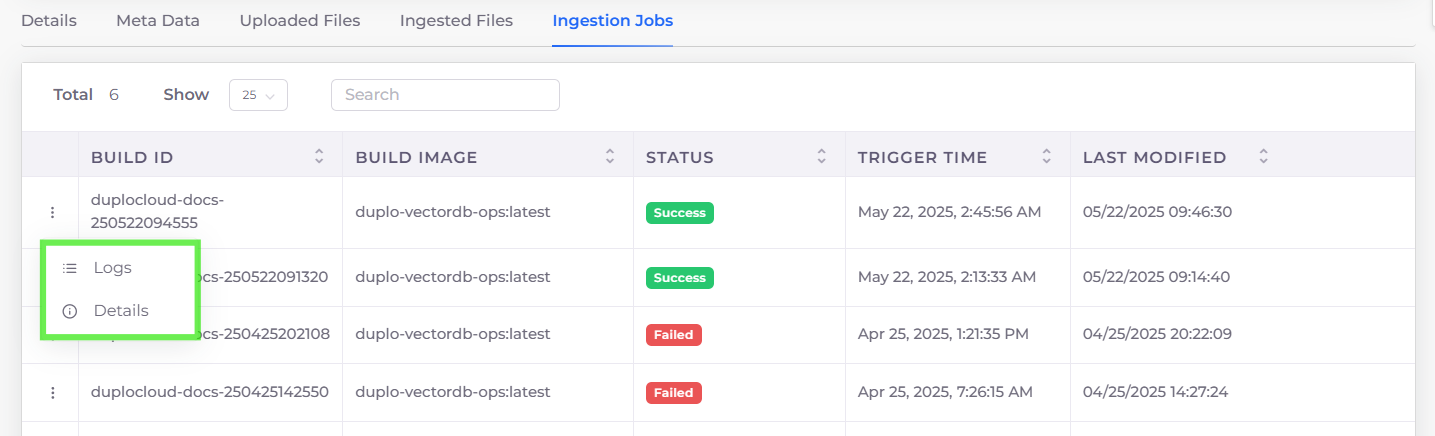 Details Meta Data Uploaded Files Ingested Files Ingestion Jobs
Total 6 Show 25 Search
BUILD ID BUILD IMAGE STATUS TRIGGER TIME LAST MODIFIED
duplocloud-docs-
250522094555 duplo-vectordb-ops:latest Success May 22, 2025, 2:45:56 AM 05/22/2025 09:46:30
Logs
-250522091320 duplo-vectordb-ops:latest Success May 22, 2025, 2:13:33 AM 05/22/2025 09:14:40
Details
-250425202108 duplo-vectordb-ops:latest Failed Apr 25, 2025, 1:21:35 PM 04/25/2025 20:22:09
duplocloud-docs-250425142550 duplo-vectordb-ops:latest Failed Apr 25, 2025, 7:26:15 AM 04/25/2025 14:27:24